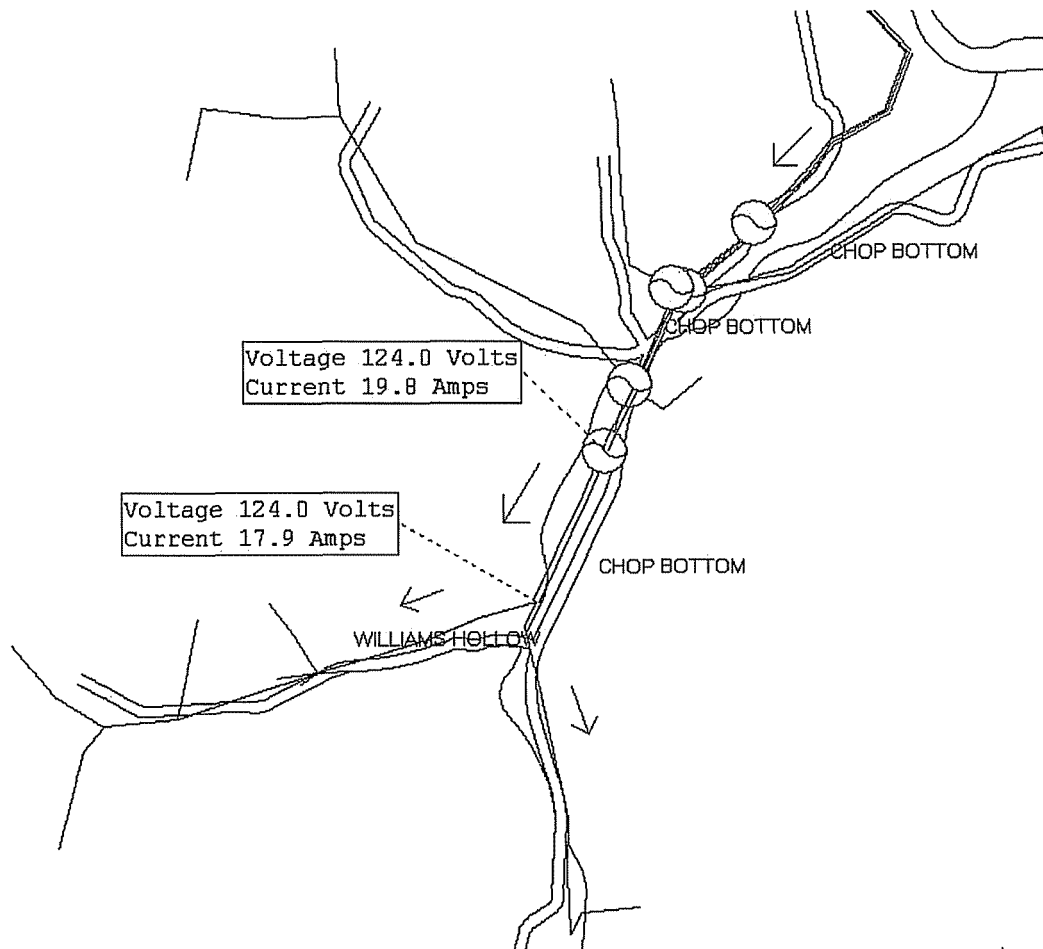 CHOP BOTTOM
CHOP BOTTOM
Voltage 124.0 Volts
Current 19.8 Amps
Voltage 124.0 Volts
Current 17.9 Amps
CHOP BOTTOM
WILLIAMS HOLLOW